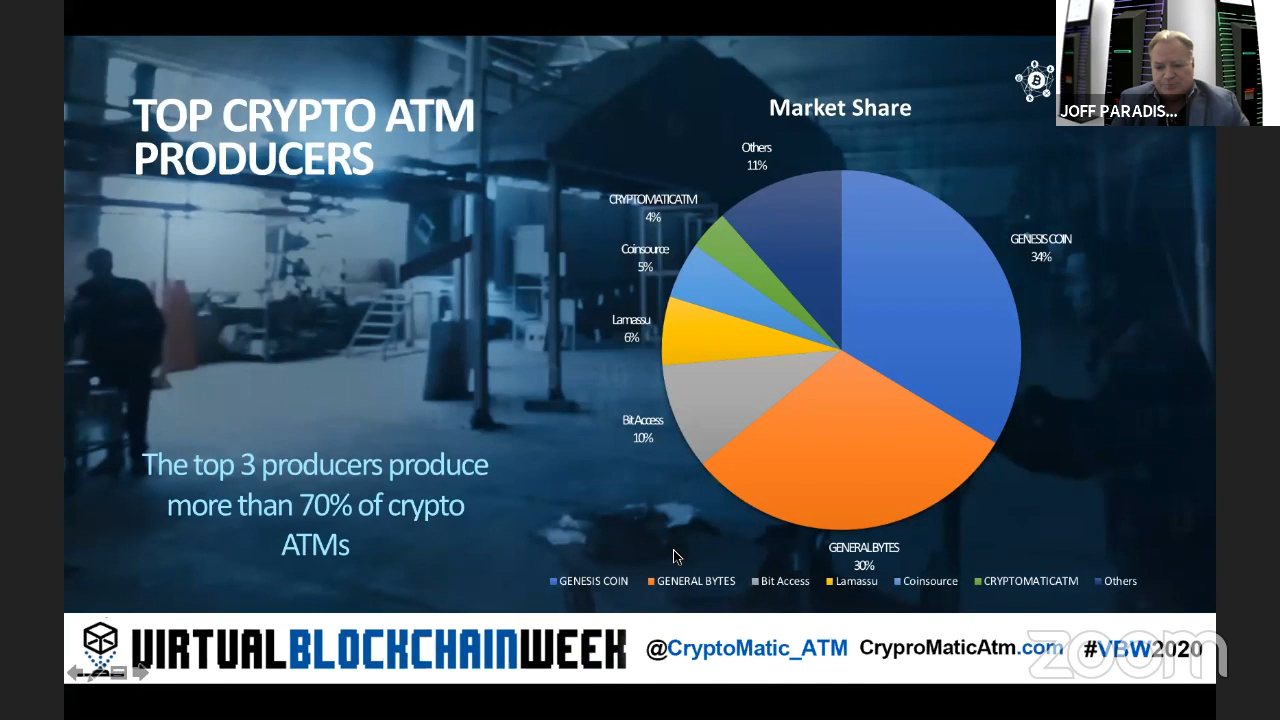 TOP CRYPTO ATM
PRODUCERS
The top 3 producers produce
more than 70% of crypto
ATMs
Market Share
Others
11%
CRYPTOMATICATM
4%
Coinsource
5%
Lamassu
6%
Bit Access
10%
GENESIS COIN
34%
GENERAL BYTES
30%
GENESIS COIN GENERAL BYTES Bit Access Lamassu Coinsource CRYPTOMATICATM Others
JOFF PARADIS...
VIRTUALBLOCKCHAINWEEK @CryptoMatic_ATM CryproMaticAtm.com #VBW2020
zoom